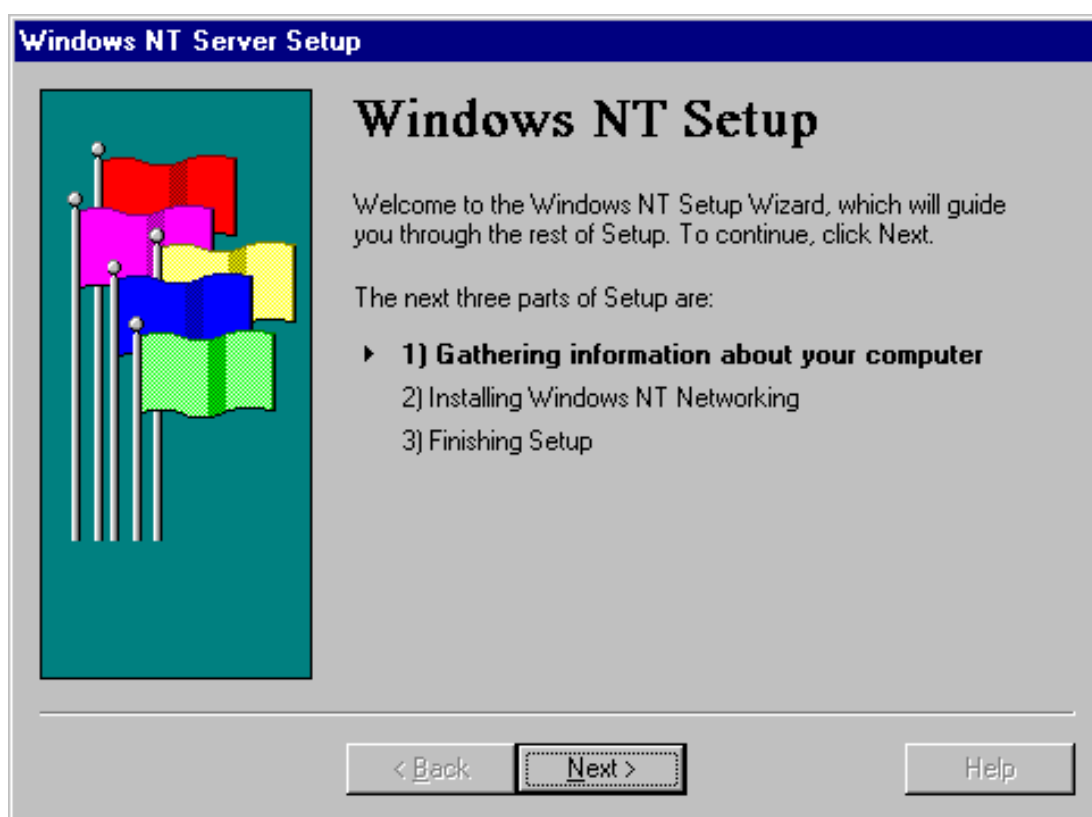 Windows NT Server Setup
Windows NT Setup
Welcome to the Windows NT Setup Wizard, which will guide
you through the rest of Setup. To continue, click Next.
The next three parts of Setup are:
1) Gathering information about your computer
2) Installing Windows NT Networking
3) Finishing Setup
< Back
Next >
Help